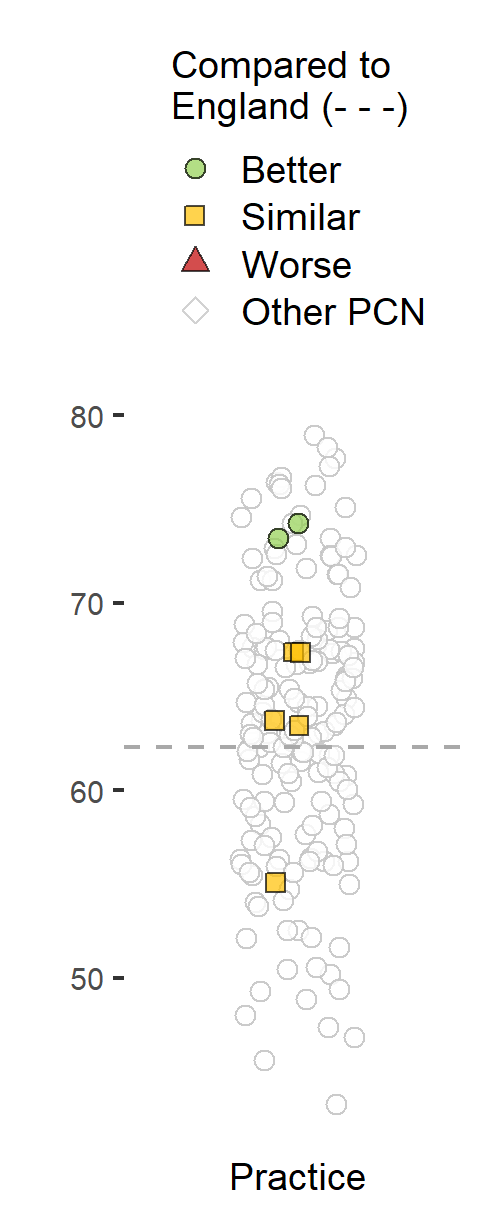 Compared to
England (- - -)
Better
Similar
Worse
Other PCN
80
70
60
50
Practice